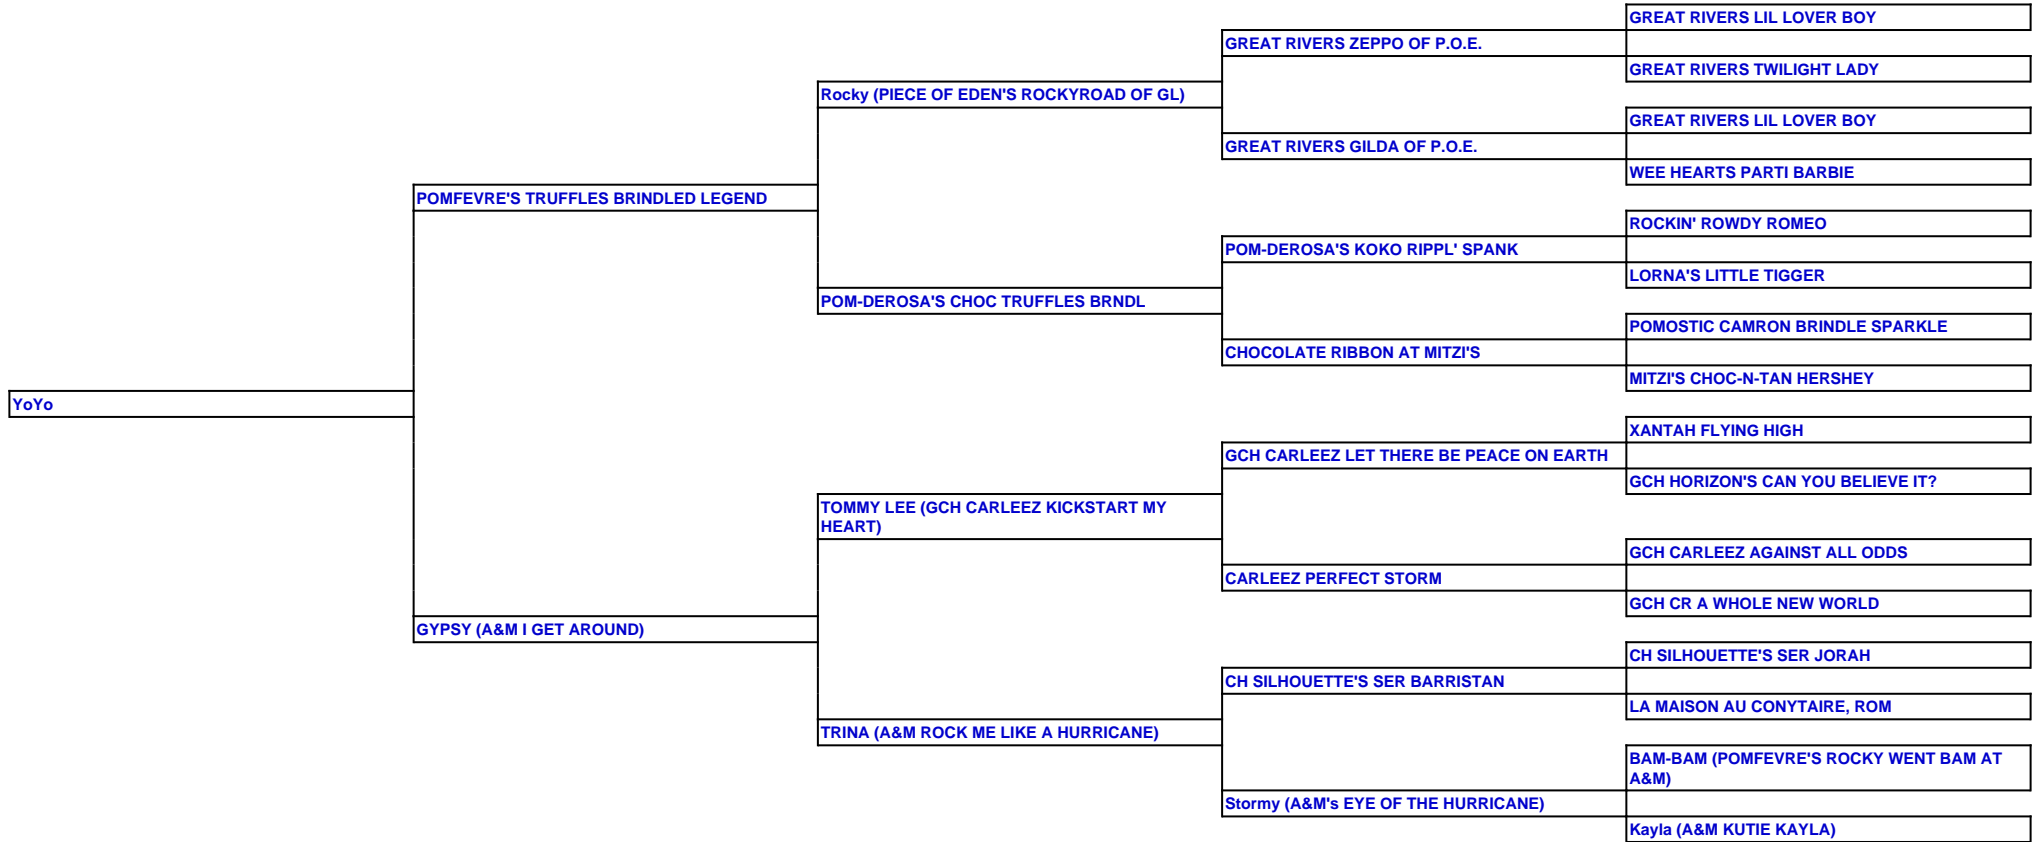 GREAT RIVERS LIL LOVER BOY
GREAT RIVERS ZEPPO OF P.O.E.
GREAT RIVERS TWILIGHT LADY
Rocky (PIECE OF EDEN'S ROCKYROAD OF GL)
GREAT RIVERS LIL LOVER BOY
GREAT RIVERS GILDA OF P.O.E.
WEE HEARTS PARTI BARBIE
POMFEVRE'S TRUFFLES BRINDLED LEGEND
ROCKIN' ROWDY ROMEO
POM-DEROSA'S KOKO RIPPL' SPANK
LORNA'S LITTLE TIGGER
POM-DEROSA'S CHOC TRUFFLES BRNDL
POMOSTIC CAMRON BRINDLE SPARKLE
CHOCOLATE RIBBON AT MITZI'S
MITZI'S CHOC-N-TAN HERSHEY
YoYo
XANTAH FLYING HIGH
GCH CARLEEZ LET THERE BE PEACE ON EARTH
GCH HORIZON'S CAN YOU BELIEVE IT?
TOMMY LEE (GCH CARLEEZ KICKSTART MY
HEART)
GCH CARLEEZ AGAINST ALL ODDS
CARLEEZ PERFECT STORM
GCH CR A WHOLE NEW WORLD
GYPSY (A&M I GET AROUND)
CH SILHOUETTE'S SER JORAH
CH SILHOUETTE'S SER BARRISTAN
LA MAISON AU CONYTAIRE, ROM
TRINA (A&M ROCK ME LIKE A HURRICANE)
BAM-BAM (POMFEVRE'S ROCKY WENT BAM AT
A&M)
Stormy (A&M's EYE OF THE HURRICANE)
Kayla (A&M KUTIE KAYLA)